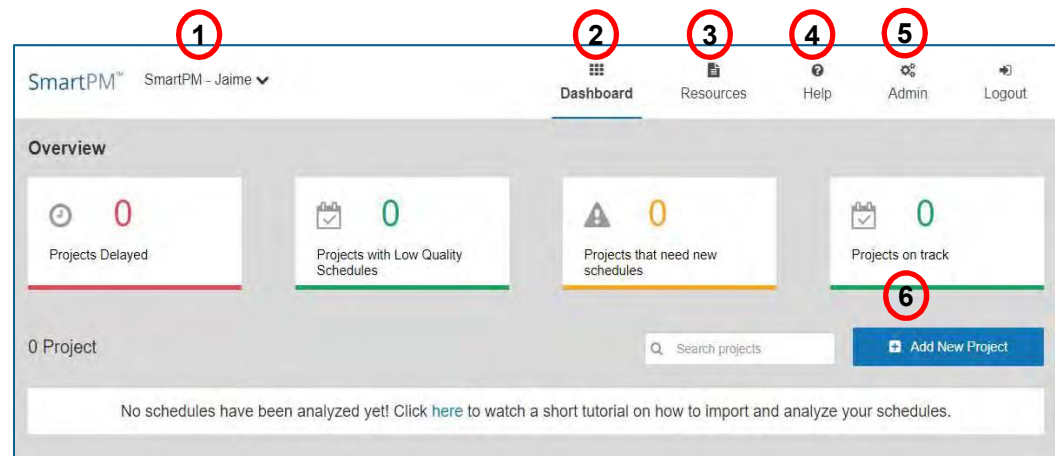 1
2
3
4
5
SmartPM™
SmartPM - Jaime
Dashboard
Resources
Help
Admin
Logout
Overview
0
Projects Delayed
0
Projects with Low Quality
Schedules
0
Projects that need new
schedules
0
Projects on track
6
0 Project
Search projects
Add New Project
No schedules have been analyzed yet! Click here to watch a short tutorial on how to import and analyze your schedules.